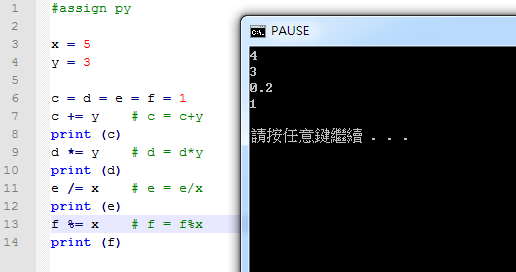 1 #assign py
2
3 x = 5
4 y = 3
5
6 c = d = e = f = 1
7 c += y # c = c+y
8 print (c)
9 d *= y # d = d*y
10 print (d)
11 e /= x # e = e/x
12 print (e)
13 f %= x # f = f%x
14 print (f)
C:\. PAUSE
4
3
0.2
1
請按任意鍵繼續 . . .